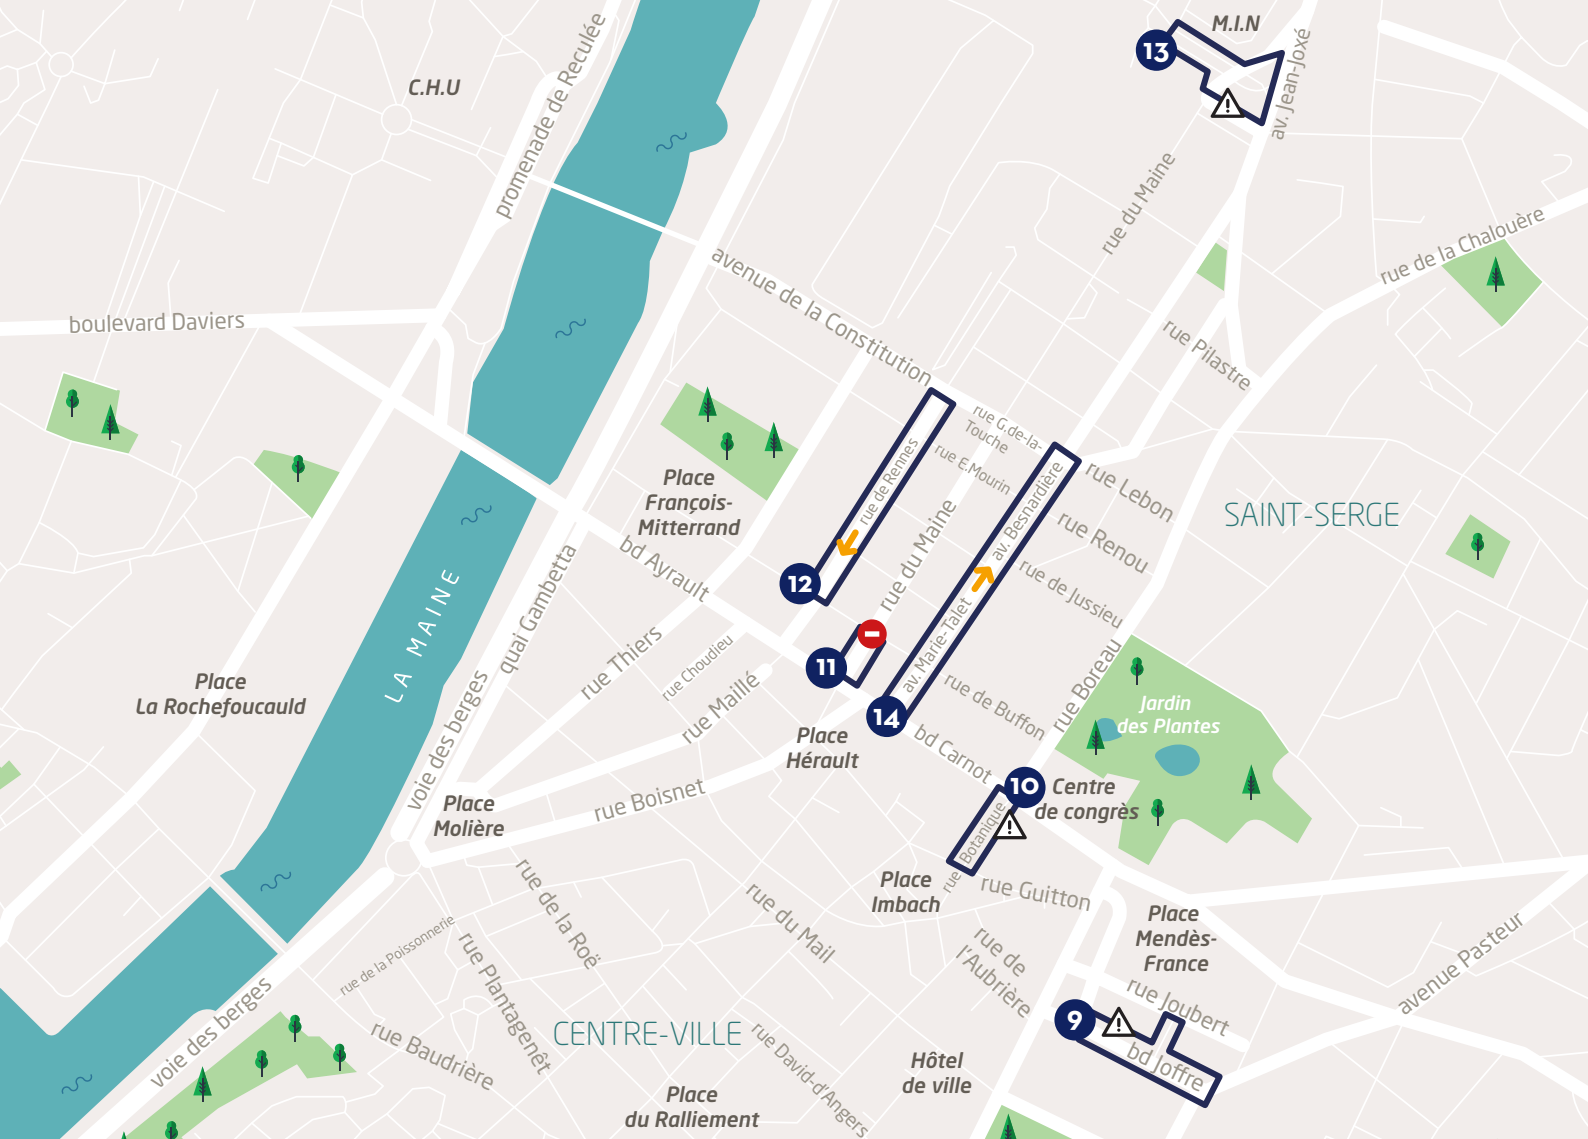 M.I.N
13
C.H.U
promenade de Reculée
av. Jean-Joxé
rue du Maine
rue de la Chalouère
avenue de la Constitution
boulevard Daviers
rue Pilastre
rue G.de-la-
Touche
rue E.Mourin
rue de Rennes
rue Lebon
av. Besnardière
Place
François-
Mitterrand
SAINT-SERGE
rue Renou
rue du Maine
bd Ayrault
quai Gambetta
12
rue de Jussieu
LA MAINE
av. Marie-Talet
rue Thiers
rue Choudieu
11
rue Maillé
rue de Buffon
rue Boreau
Place
La Rochefoucauld
Jardin
des Plantes
14
voie des berges
Place
Hérault
bd Carnot
10
Centre
de congrès
rue Boisnet
Place
Molière
rue Botanique
rue de la Roë
Place
Imbach
rue Guitton
rue du Mail
Place
Mendès-
France
rue de
l'Aubrière
avenue Pasteur
rue de la Poissonnerie
rue Plantagenêt
rue Joubert
9
voie des berges
CENTRE-VILLE
rue Baudrière
rue David-d'Angers
bd Joffre
Hôtel
de ville
Place
du Ralliement